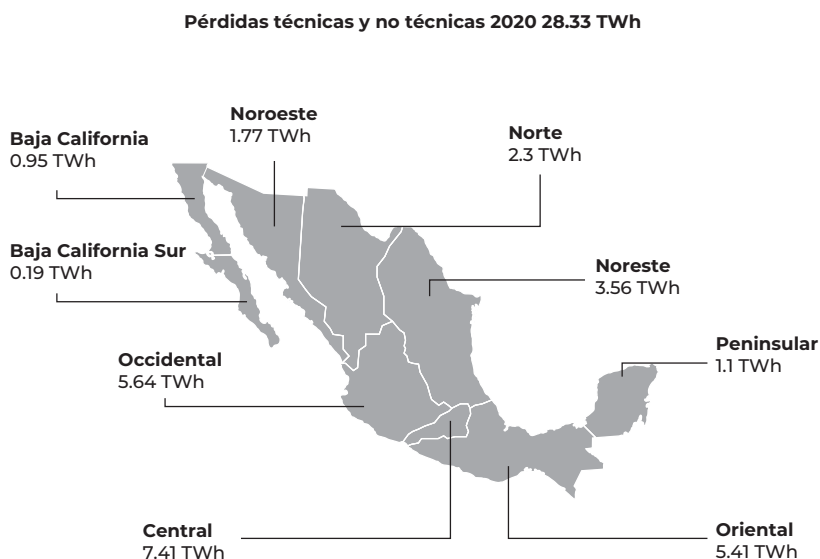 Pérdidas técnicas y no técnicas 2020 28.33 TWh
Noroeste
1.77 TWh
Baja California
0.95 TWh
Norte
2.3 TWh
Baja California Sur
0.19 TWh
Noreste
3.56 TWh
Occidental
5.64 TWh
Peninsular
1.1 TWh
Central
7.41 TWh
Oriental
5.41 TWh